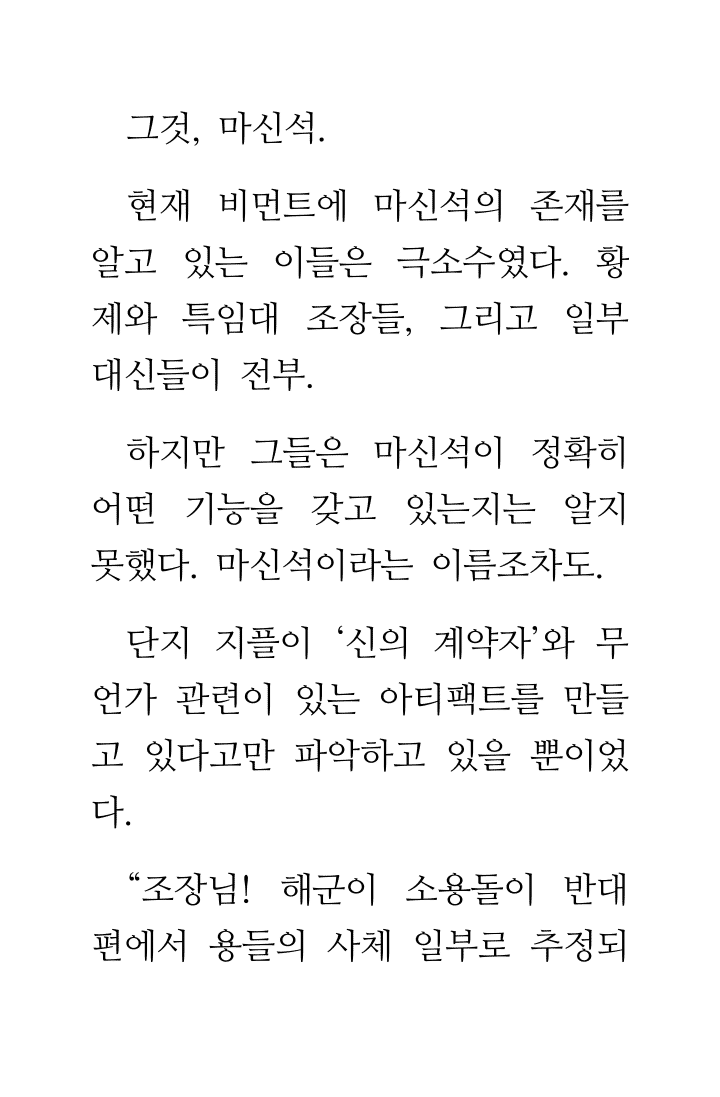 그것, 마신석.
현재 비먼트에 마신석의 존재를
알고 있는 이들은 극소수였다. 황
제와 특임대 조장들, 그리고 일부
대신들이 전부.
하지만 그들은 마신석이 정확히
어떤 기능을 갖고 있는지는 알지
못했다. 마신석이라는 이름조차도.
단지 지플이 ‘신의 계약자’와 무
언가 관련이 있는 아티팩트를 만들
고 있다고만 파악하고 있을 뿐이었
다.
“조장님! 해군이 소용돌이 반대
편에서 용들의 사체 일부로 추정되